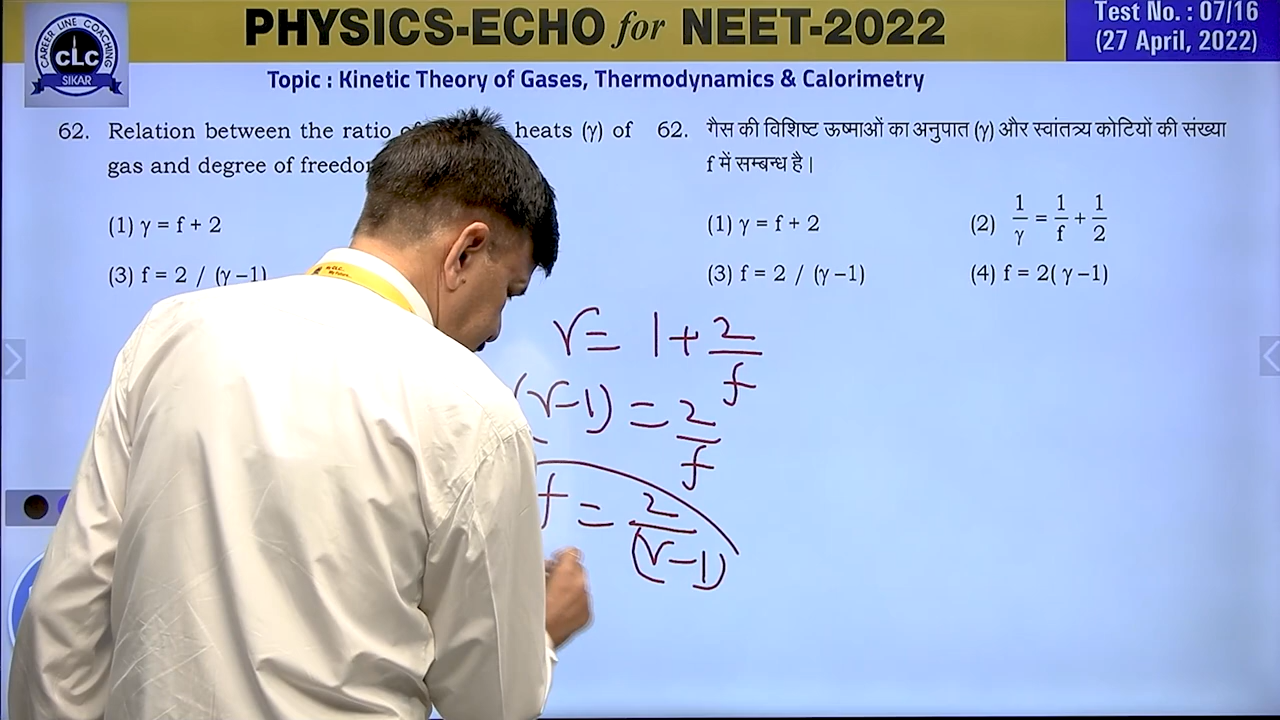 PHYSICS-ECHO for NEET-2022
Test No. : 07/16
(27 April, 2022)
CAREER LINE COACHING
CLC
SIKAR
Topic : Kinetic Theory of Gases, Thermodynamics & Calorimetry
62. Relation between the ratio heats (γ) of
gas and degree of
(1) γ = f + 2
(3) f = 2 / (γ –1)
62. गैस की विशिष्ट ऊष्माओं का अनुपात (γ) और स्वांतत्र्य कोटियों की संख्या
f में सम्बन्ध है।
(1) γ = f + 2
(2) 1/γ = 1/f + 1/2
(3) f = 2 / (γ –1)
(4) f = 2( γ –1)
γ = 1 + 2/f
(γ-1) = 2/f
f = 2/(γ-1)